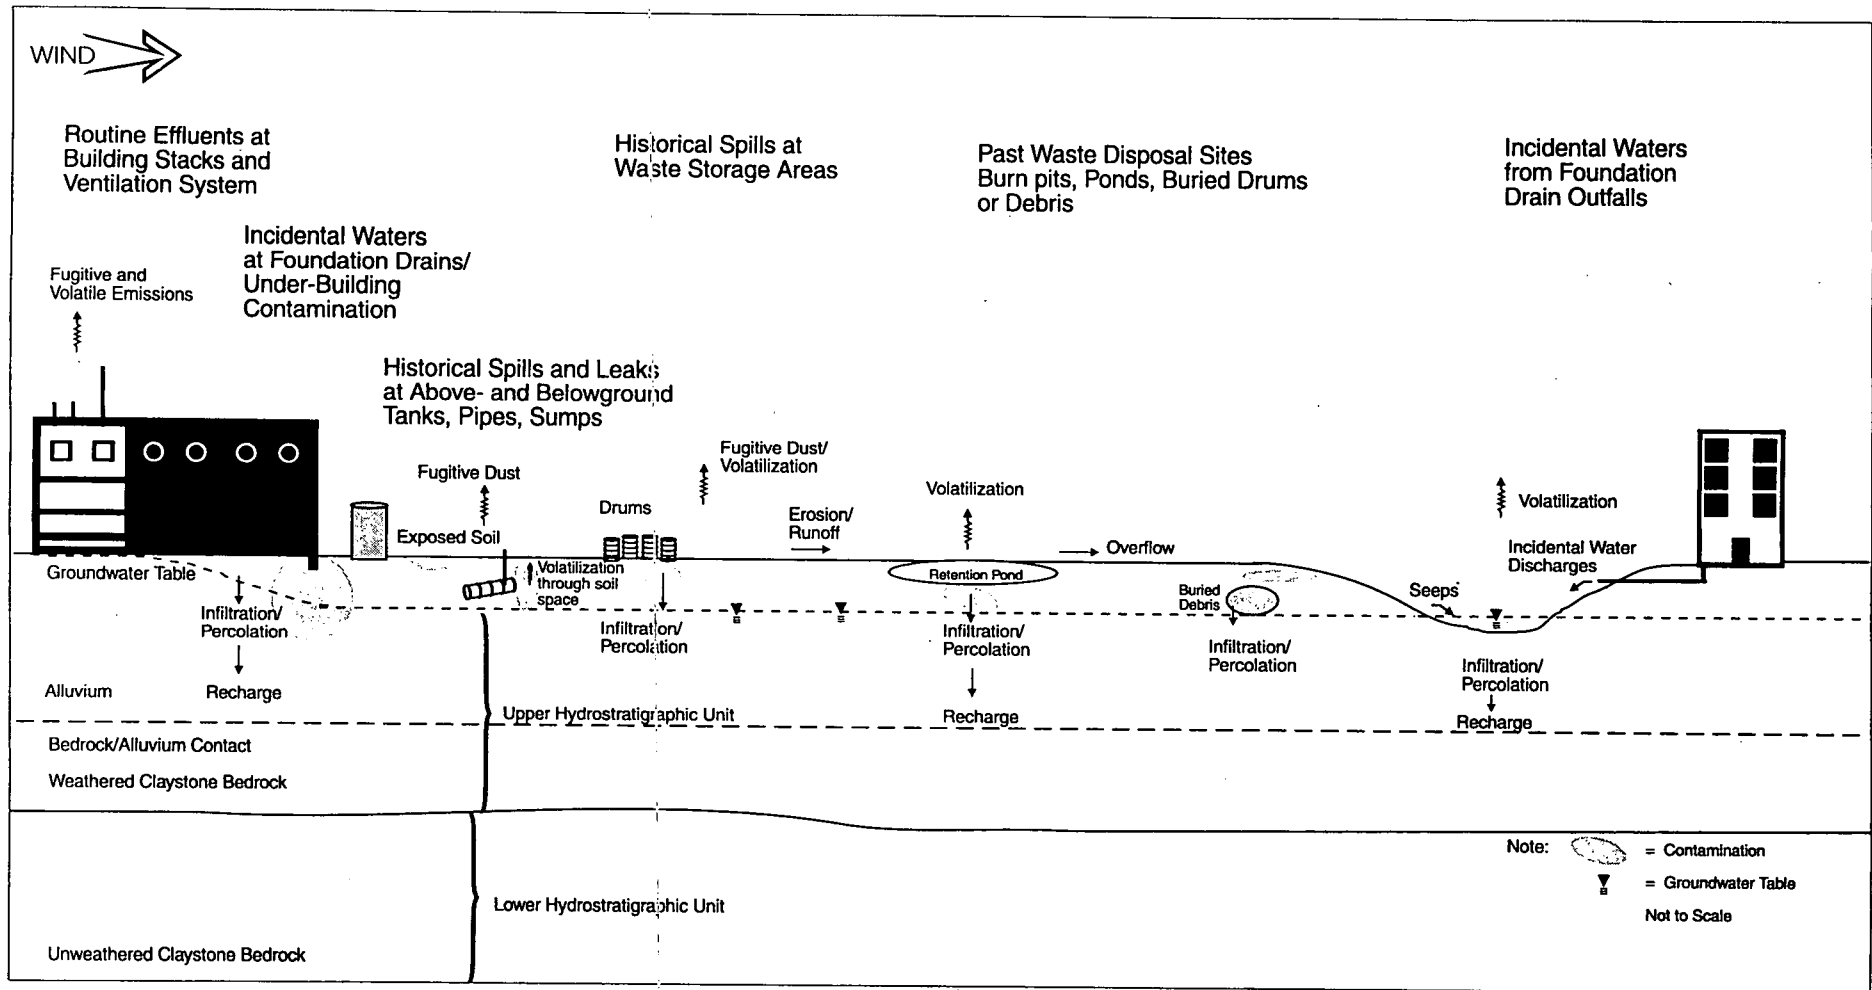 WIND
Routine Effluents at
Building Stacks and
Ventilation System
Historical Spills at
Waste Storage Areas
Past Waste Disposal Sites
Burn pits, Ponds, Buried Drums
or Debris
Incidental Waters
from Foundation
Drain Outfalls
Incidental Waters
at Foundation Drains/
Under-Building
Contamination
Fugitive and
Volatile Emissions
Historical Spills and Leaks
at Above- and Belowground
Tanks, Pipes, Sumps
Fugitive Dust
Fugitive Dust/
Volatilization
Volatilization
Volatilization
Drums
Erosion/
Runoff
Exposed Soil
Overflow
Incidental Water
Discharges
Groundwater Table
Volatilization
through soil
space
Retention Pond
Buried
Debris
Seeps
Infiltration/
Percolation
Infiltration/
Percolation
Infiltration/
Percolation
Infiltration/
Percolation
Infiltration/
Percolation
Alluvium
Recharge
Upper Hydrostratigraphic Unit
Recharge
Recharge
Bedrock/Alluvium Contact
Weathered Claystone Bedrock
Note:
= Contamination
= Groundwater Table
Not to Scale
Lower Hydrostratigraphic Unit
Unweathered Claystone Bedrock